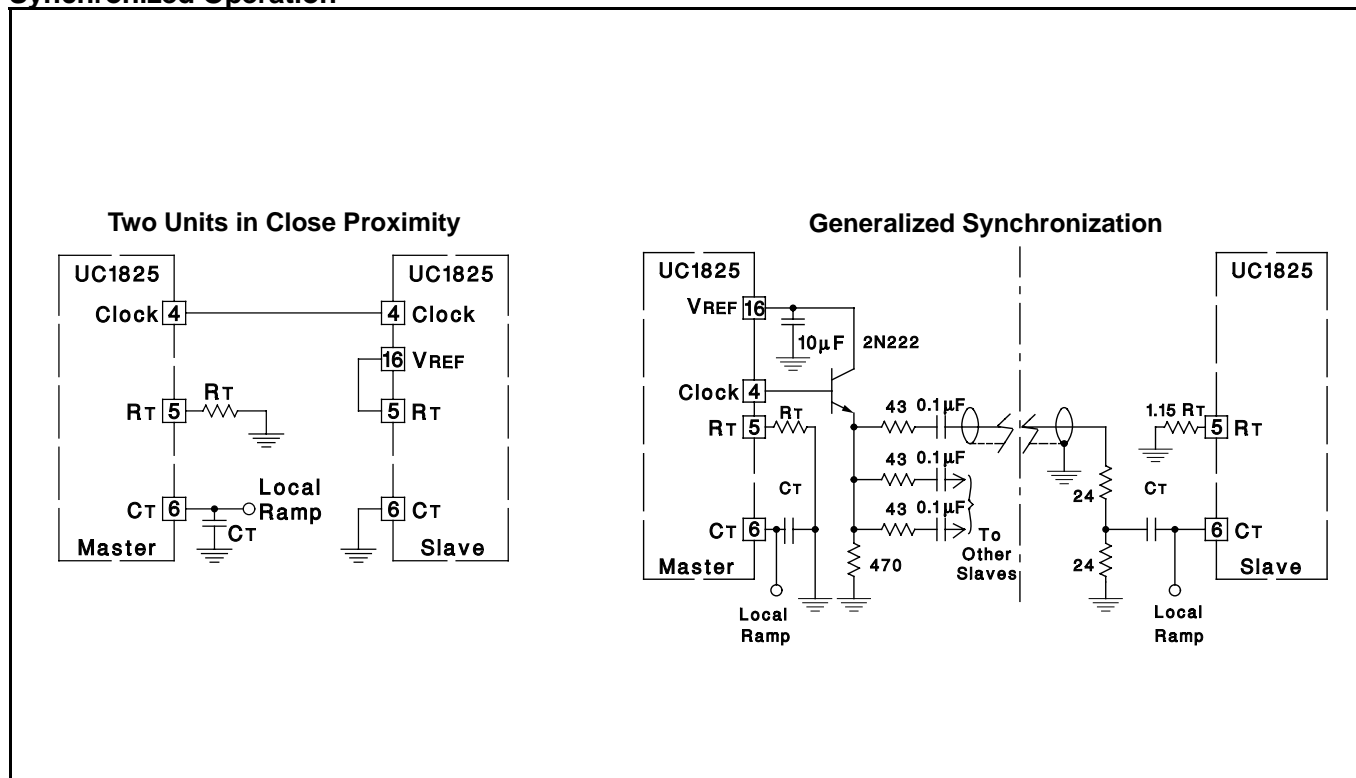 Synchronized Operation
Two Units in Close Proximity
UC1825
UC1825
Clock 4
4 Clock
16 VREF
RT 5
RT
5 RT
CT 6
Local
Ramp
CT
6 CT
Master
Slave
Generalized Synchronization
UC1825
UC1825
VREF 16
10µF
2N222
Clock 4
RT 5
RT
43 0.1µF
1.15 RT
5 RT
43 0.1µF
CT
24
CT
43 0.1µF
CT 6
To
Other
Slaves
6 CT
Master
470
24
Slave
Local
Ramp
Local
Ramp